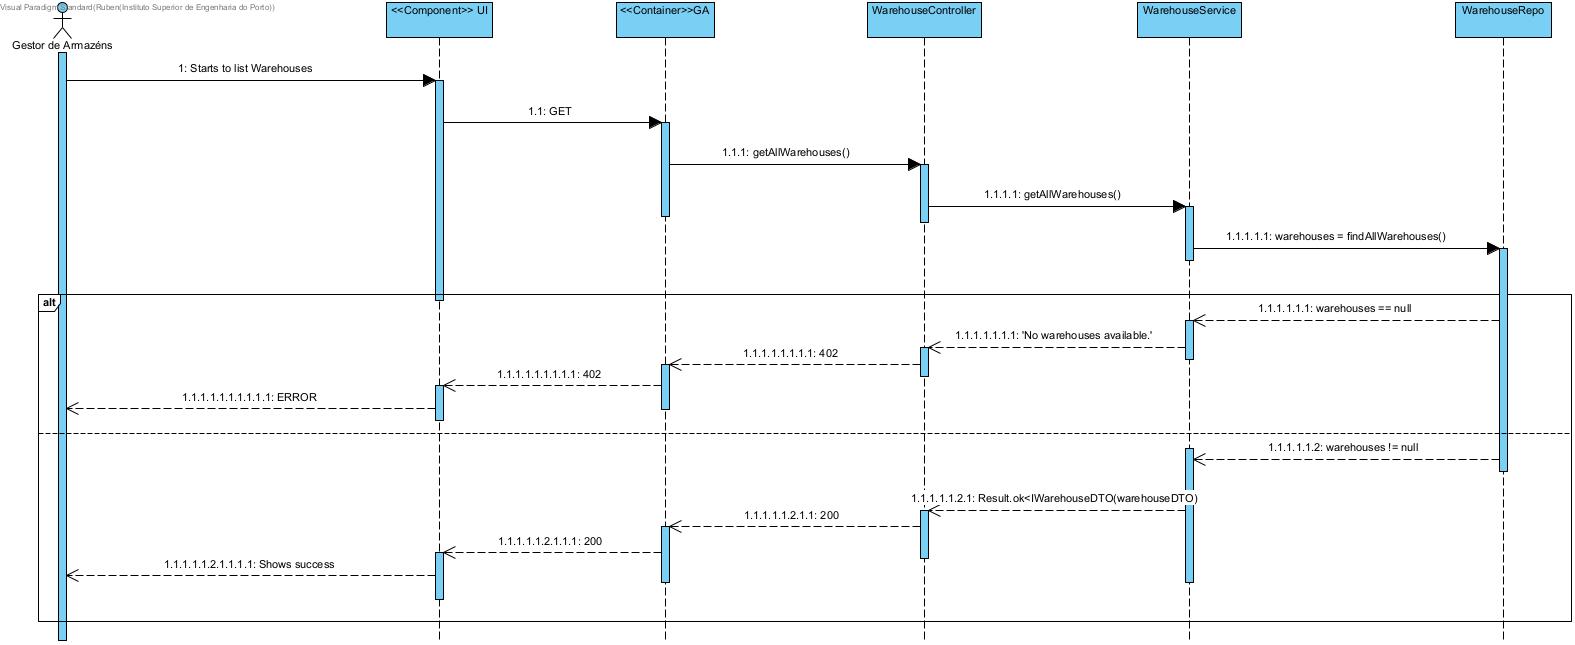 Visual Paradigm Standard(Ruben(Instituto Superior de Engenharia do Porto))
<<Component>> UI
<<Container>>GA
WarehouseController
WarehouseService
WarehouseRepo
Gestor de Armazéns
1: Starts to list Warehouses
1.1: GET
1.1.1: getAllWarehouses()
1.1.1.1: getAllWarehouses()
1.1.1.1.1: warehouses = findAllWarehouses()
alt
1.1.1.1.1.1: warehouses == null
1.1.1.1.1.1.1: 'No warehouses available.'
1.1.1.1.1.1.1.1: 402
1.1.1.1.1.1.1.1.1: 402
1.1.1.1.1.1.1.1.1.1: ERROR
1.1.1.1.1.2: warehouses != null
1.1.1.1.1.2.1: Result.ok<IWarehouseDTO(warehouseDTO)
1.1.1.1.1.2.1.1: 200
1.1.1.1.1.2.1.1.1: 200
1.1.1.1.1.2.1.1.1.1: Shows success